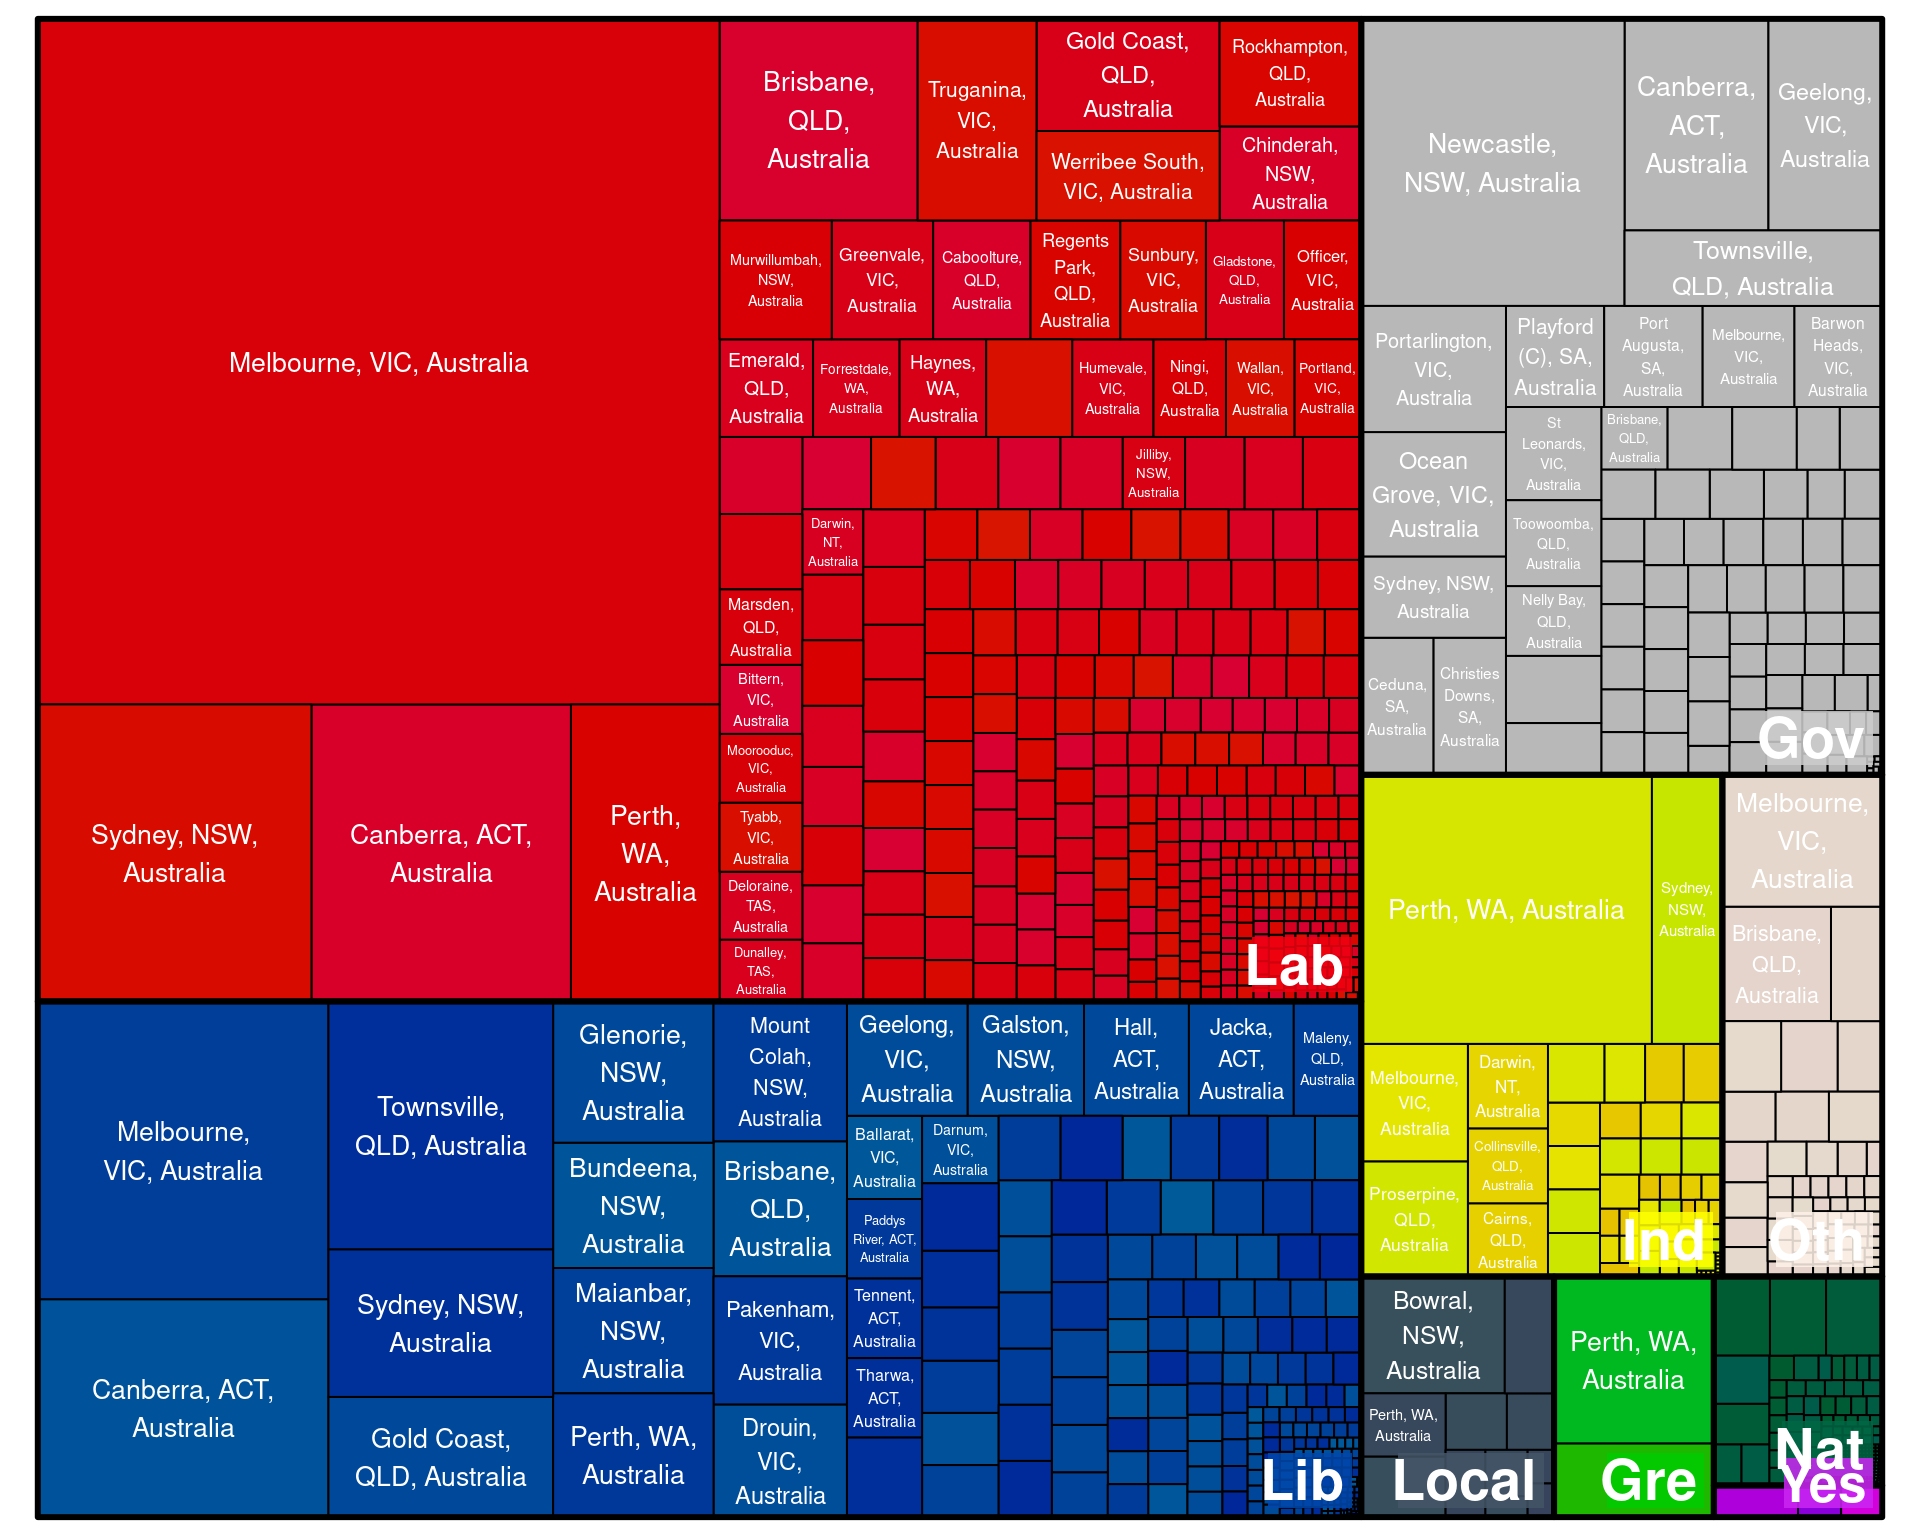 Melbourne, VIC, Australia
Sydney, NSW,
Australia
Canberra, ACT,
Australia
Perth,
WA,
Australia
Brisbane,
QLD,
Australia
Truganina,
VIC,
Australia
Gold Coast,
QLD,
Australia
Werribee South,
VIC, Australia
Rockhampton,
QLD,
Australia
Chinderah,
NSW,
Australia
Murwillumbah,
NSW,
Australia
Greenvale,
VIC,
Australia
Caboolture,
QLD,
Australia
Regents
Park,
QLD,
Australia
Sunbury,
VIC,
Australia
Gladstone,
QLD,
Australia
Officer,
VIC,
Australia
Emerald,
QLD,
Australia
Forrestdale,
WA,
Australia
Haynes,
WA,
Australia
Humevale,
VIC,
Australia
Ningi,
QLD,
Australia
Wallan,
VIC,
Australia
Portland,
VIC,
Australia
Jilliby,
NSW,
Australia
Darwin,
NT,
Australia
Marsden,
QLD,
Australia
Bittern,
VIC,
Australia
Moorooduc,
VIC,
Australia
Tyabb,
VIC,
Australia
Deloraine,
TAS,
Australia
Dunalley,
TAS,
Australia
Lab
Melbourne,
VIC, Australia
Canberra, ACT,
Australia
Townsville,
QLD, Australia
Sydney, NSW,
Australia
Gold Coast,
QLD, Australia
Glenorie,
NSW,
Australia
Bundeena,
NSW,
Australia
Maianbar,
NSW,
Australia
Perth, WA,
Australia
Mount
Colah,
NSW,
Australia
Brisbane,
QLD,
Australia
Pakenham,
VIC,
Australia
Drouin,
VIC,
Australia
Geelong,
VIC,
Australia
Galston,
NSW,
Australia
Hall,
ACT,
Australia
Jacka,
ACT,
Australia
Maleny,
QLD,
Australia
Ballarat,
VIC,
Australia
Darnum,
VIC,
Australia
Paddys
River, ACT,
Australia
Tennent,
ACT,
Australia
Tharwa,
ACT,
Australia
Lib
Newcastle,
NSW, Australia
Canberra,
ACT,
Australia
Geelong,
VIC,
Australia
Townsville,
QLD, Australia
Portarlington,
VIC,
Australia
Ocean
Grove, VIC,
Australia
Sydney, NSW,
Australia
Ceduna,
SA,
Australia
Christies
Downs,
SA,
Australia
Playford
(C), SA,
Australia
Port
Augusta,
SA,
Australia
Melbourne,
VIC,
Australia
Barwon
Heads,
VIC,
Australia
St
Leonards,
VIC,
Australia
Brisbane,
QLD,
Australia
Toowoomba,
QLD,
Australia
Nelly Bay,
QLD,
Australia
Gov
Perth, WA, Australia
Sydney,
NSW,
Australia
Melbourne,
VIC,
Australia
Proserpine,
QLD,
Australia
Darwin,
NT,
Australia
Collinsville,
QLD,
Australia
Cairns,
QLD,
Australia
Ind
Melbourne,
VIC,
Australia
Brisbane,
QLD,
Australia
Oth
Bowral,
NSW,
Australia
Perth, WA,
Australia
Local
Perth, WA,
Australia
Gre
Nat
Yes